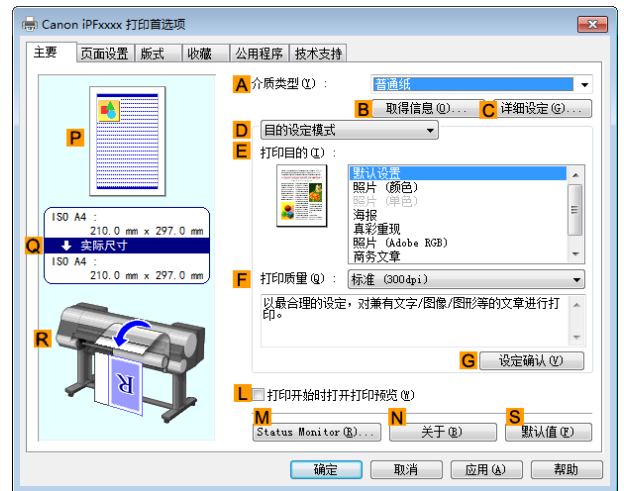 Canon iPFxxxx 打印首选项
主要 页面设置 版式 收藏 公用程序 技术支持
A 介质类型(Y) : 普通纸
B 取得信息(O)... C 详细设定(G)...
D 目的设定模式
E 打印目的(I) :
默认设置
照片 (颜色)
照片 (单色)
海报
真彩重现
照片 (Adobe RGB)
商务文章
P
ISO A4 :
210.0 mm x 297.0 mm
Q 实际尺寸
ISO A4 :
210.0 mm x 297.0 mm
F 打印质量(Q) : 标准 (300dpi)
以最合理的设定，对兼有文字/图像/图形等的文章进行打
印。
G 设定确认(V)
R
R
L 打印开始时打开打印预览(W)
M N S
Status Monitor(R)... 关于(B) 默认值(E)
确定 取消 应用(A) 帮助